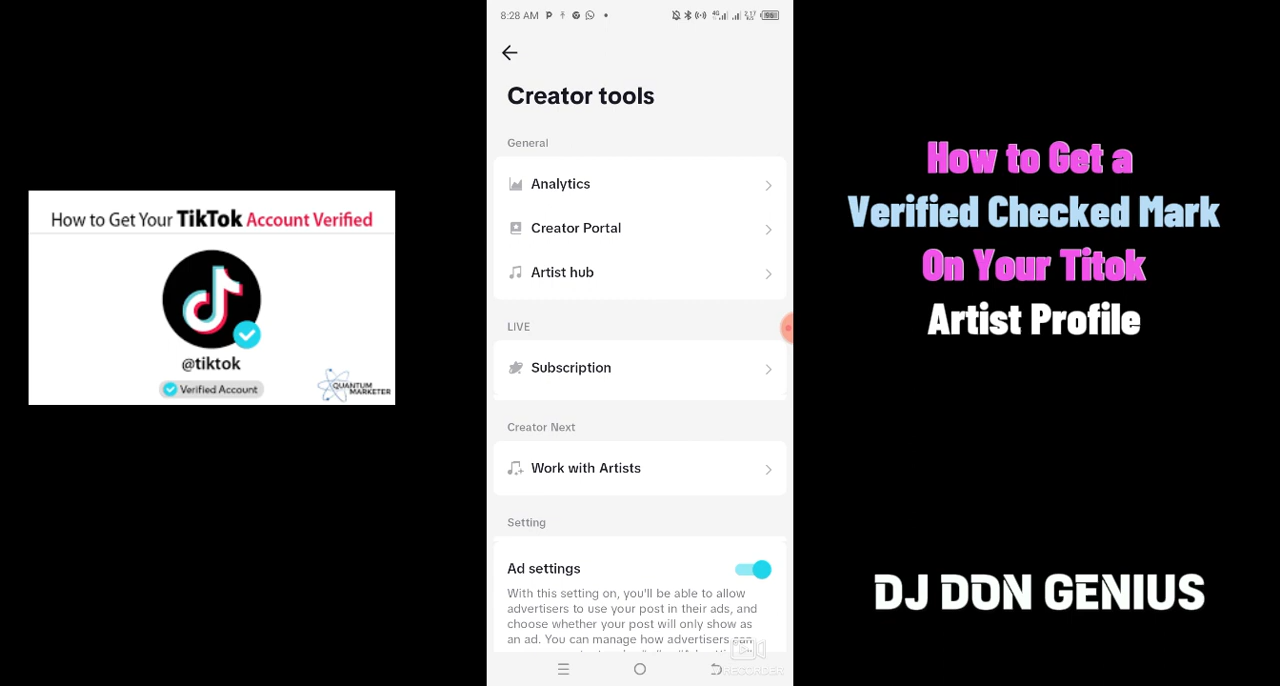 How to Get Your TikTok Account Verified
@tiktok
Verified Account
QUANTUM
MARKETER
8:28 AM
Creator tools
General
Analytics
Creator Portal
Artist hub
LIVE
Subscription
Creator Next
Work with Artists
Setting
Ad settings
With this setting on, you'll be able to allow
advertisers to use your post in their ads, and
choose whether your post will only show as
an ad. You can manage how advertisers can
RECORDER
How to Get a
Verified Checked Mark
On Your Titok
Artist Profile
DJ DON GENIUS